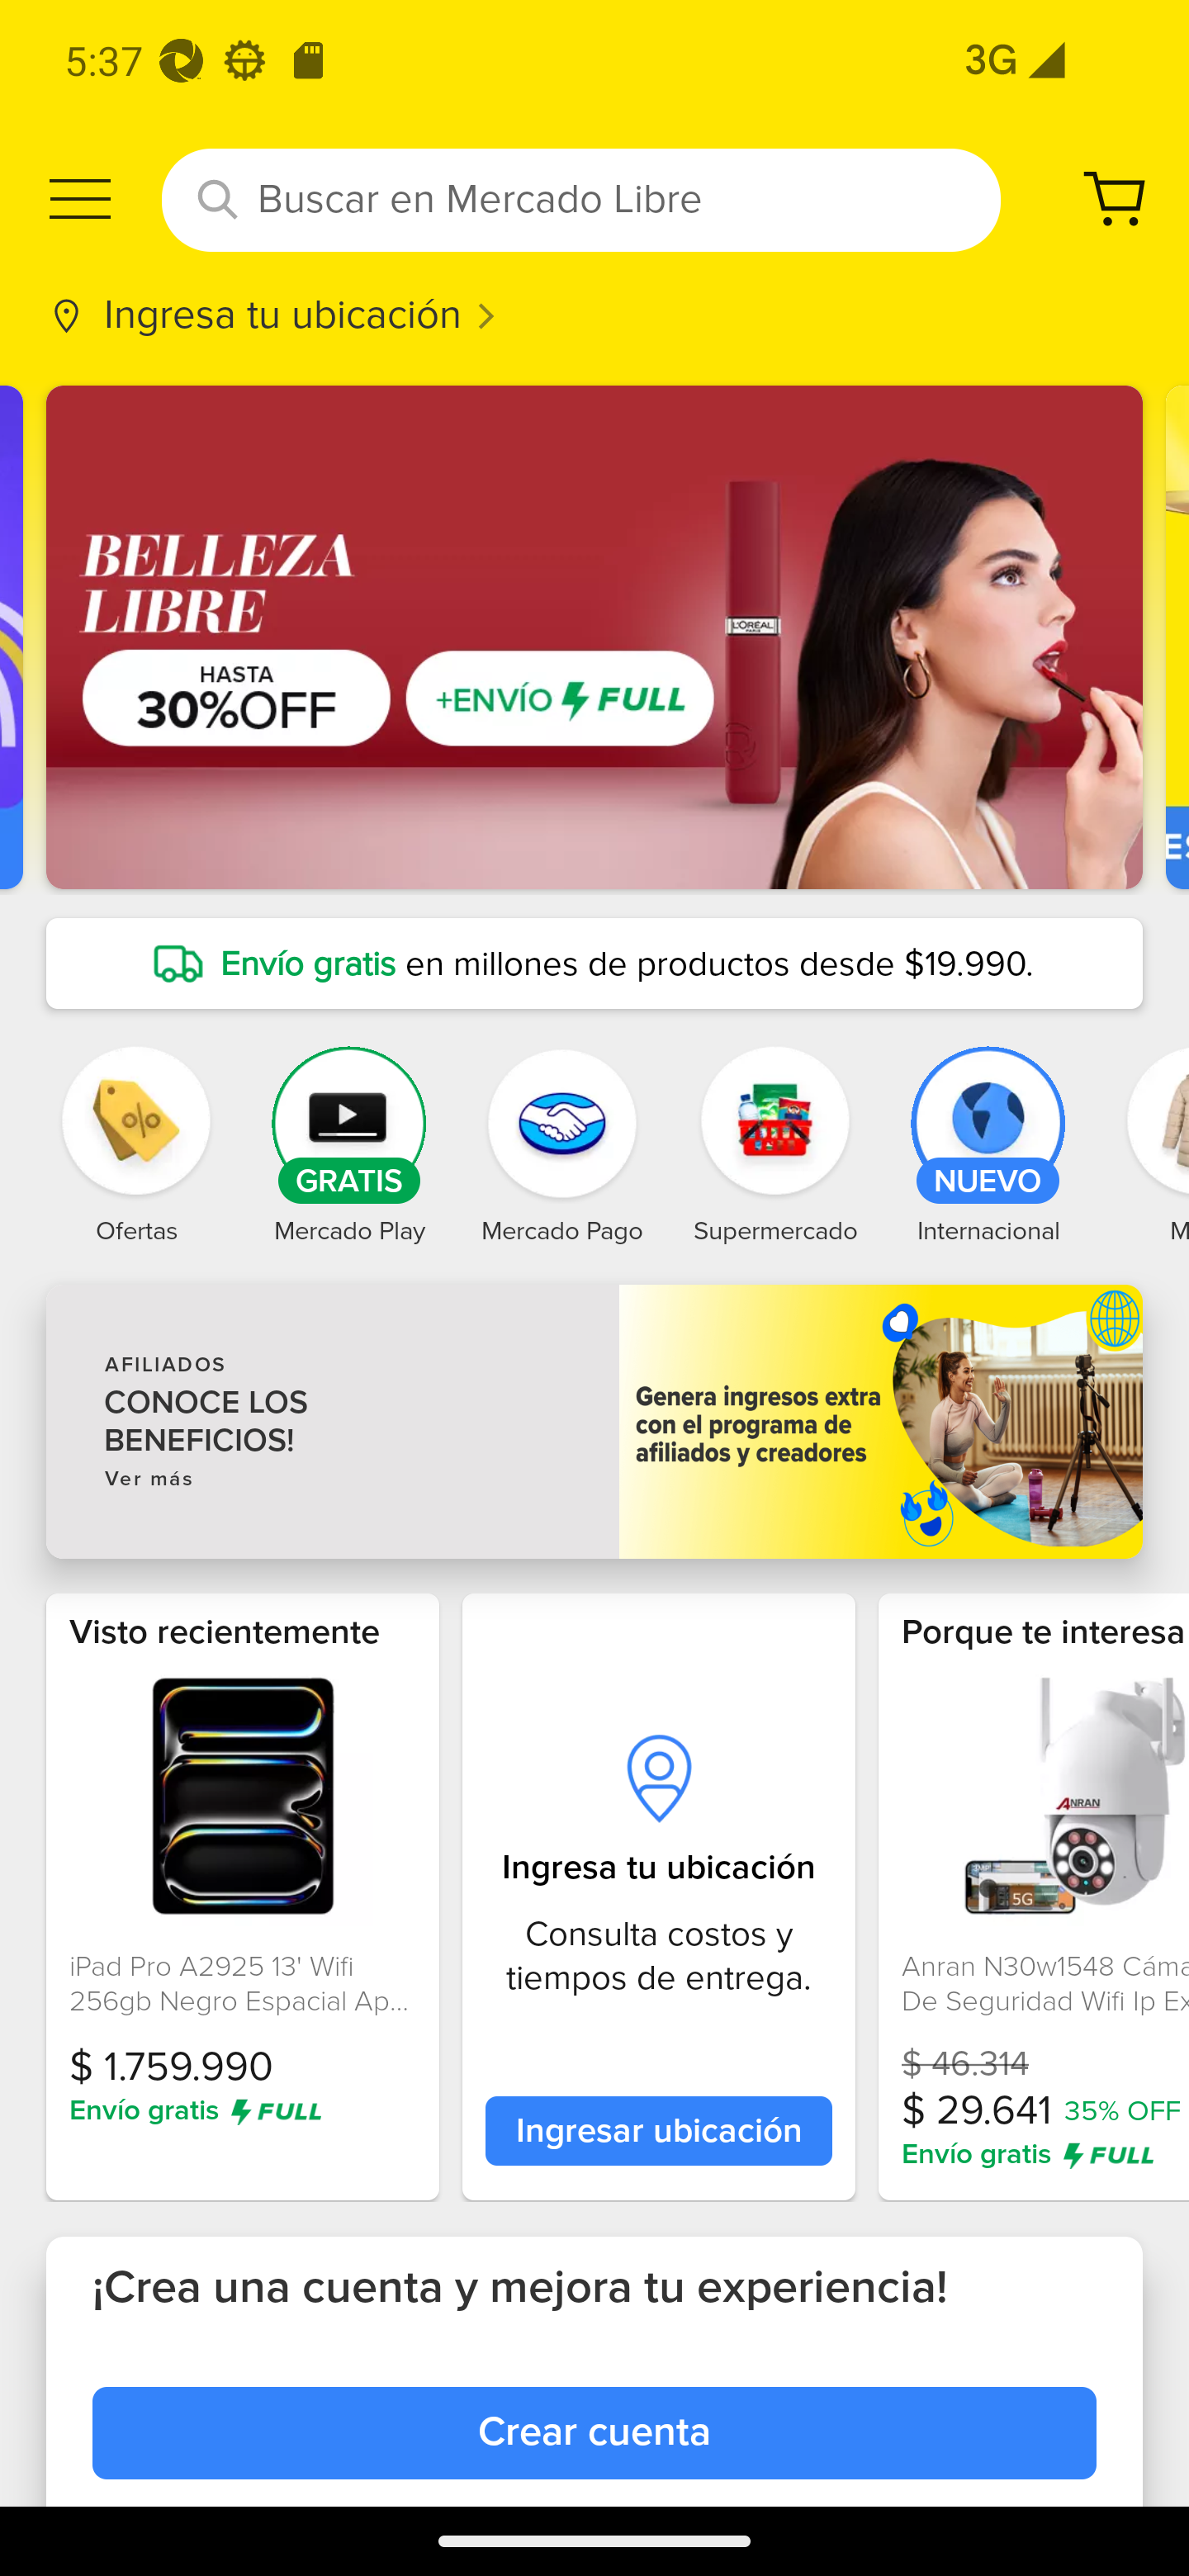 5:37
3G
Buscar en Mercado Libre
Ingresa tu ubicación
BELLEZA
LIBRE
HASTA
30%OFF
+ENVÍO FULL
L'ORÉAL
PARIS
Envío gratis en millones de productos desde $19.990.
GRATIS
NUEVO
Ofertas
Mercado Play
Mercado Pago
Supermercado
Internacional
M
AFILIADOS
CONOCE LOS
BENEFICIOS!
Ver más
Genera ingresos extra
con el programa de
afiliados y creadores
Visto recientemente
iPad Pro A2925 13' Wifi
256gb Negro Espacial Ap...
$ 1.759.990
Envío gratis FULL
Ingresa tu ubicación
Consulta costos y
tiempos de entrega.
Ingresar ubicación
Porque te interesa
ANRAN
5G
Anran N30w1548 Cáma
De Seguridad Wifi Ip Ex
$ 46.314
$ 29.641 35% OFF
Envío gratis FULL
¡Crea una cuenta y mejora tu experiencia!
Crear cuenta